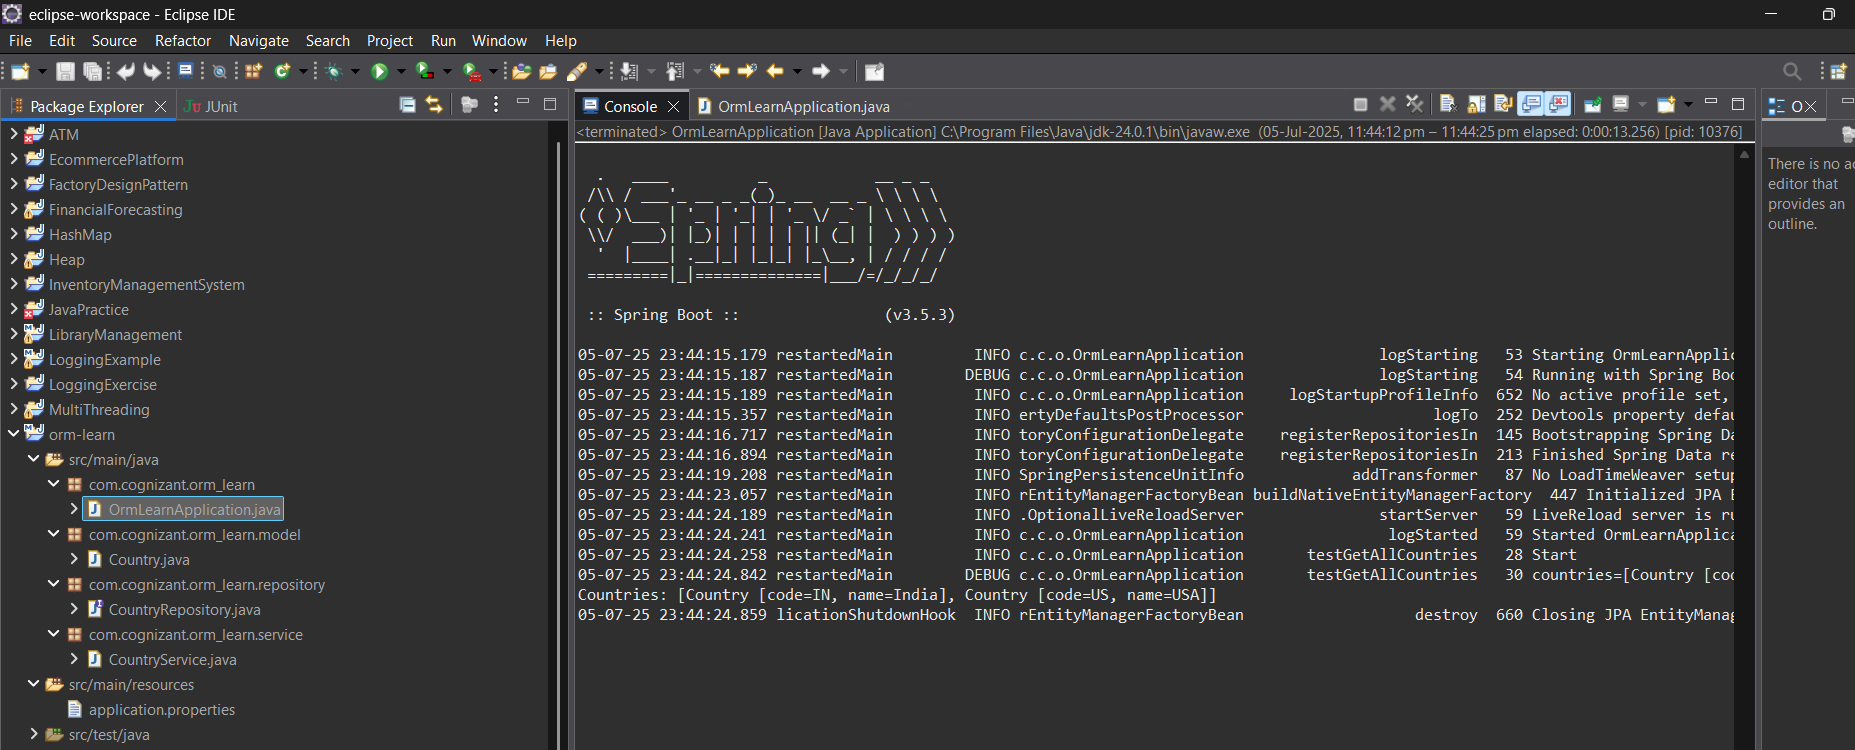 eclipse-workspace - Eclipse IDE
File Edit Source Refactor Navigate Search Project Run Window Help
Package Explorer
JUnit
ATM
EcommercePlatform
FactoryDesignPattern
FinancialForecasting
HashMap
Heap
InventoryManagementSystem
JavaPractice
LibraryManagement
LoggingExample
LoggingExercise
MultiThreading
orm-learn
src/main/java
com.cognizant.orm_learn
OrmLearnApplication.java
com.cognizant.orm_learn.model
Country.java
com.cognizant.orm_learn.repository
CountryRepository.java
com.cognizant.orm_learn.service
CountryService.java
src/main/resources
application.properties
src/test/java
Console
OrmLearnApplication.java
<terminated> OrmLearnApplication [Java Application] C:\Program Files\Java\jdk-24.0.1\bin\javaw.exe (05-Jul-2025, 11:44:12 pm – 11:44:25 pm elapsed: 0:00:13.256) [pid: 10376]
Spring
:: Spring Boot :: (v3.5.3)
05-07-25 23:44:15.179 restartedMain INFO c.c.o.OrmLearnApplication logStarting 53 Starting OrmLearnApplic
05-07-25 23:44:15.187 restartedMain DEBUG c.c.o.OrmLearnApplication logStarting 54 Running with Spring Boo
05-07-25 23:44:15.189 restartedMain INFO c.c.o.OrmLearnApplication logStartupProfileInfo 652 No active profile set,
05-07-25 23:44:15.357 restartedMain INFO ertyDefaultsPostProcessor logTo 252 Devtools property defau
05-07-25 23:44:16.717 restartedMain INFO toryConfigurationDelegate registerRepositoriesIn 145 Bootstrapping Spring Da
05-07-25 23:44:16.894 restartedMain INFO toryConfigurationDelegate registerRepositoriesIn 213 Finished Spring Data re
05-07-25 23:44:19.208 restartedMain INFO SpringPersistenceUnitInfo addTransformer 87 No LoadTimeWeaver setup
05-07-25 23:44:23.057 restartedMain INFO rEntityManagerFactoryBean buildNativeEntityManagerFactory 447 Initialized JPA E
05-07-25 23:44:24.189 restartedMain INFO .OptionalLiveReloadServer startServer 59 LiveReload server is ru
05-07-25 23:44:24.241 restartedMain INFO c.c.o.OrmLearnApplication logStarted 59 Started OrmLearnApplica
05-07-25 23:44:24.258 restartedMain INFO c.c.o.OrmLearnApplication testGetAllCountries 28 Start
05-07-25 23:44:24.842 restartedMain DEBUG c.c.o.OrmLearnApplication testGetAllCountries 30 countries=[Country [cod
Countries: [Country [code=IN, name=India], Country [code=US, name=USA]]
05-07-25 23:44:24.859 licationShutdownHook INFO rEntityManagerFactoryBean destroy 660 Closing JPA EntityManag
O
There is no ac
editor that
provides an
outline.